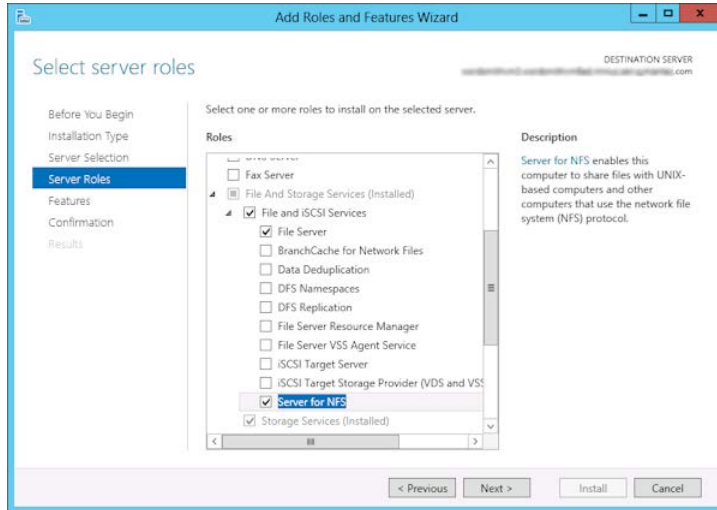 Add Roles and Features Wizard
Select server roles
DESTINATION SERVER
.com
Before You Begin
Installation Type
Server Selection
Server Roles
Features
Confirmation
Results
Select one or more roles to install on the selected server.
Roles
Fax Server
File And Storage Services (Installed)
File and iSCSI Services
File Server
BranchCache for Network Files
Data Deduplication
DFS Namespaces
DFS Replication
File Server Resource Manager
File Server VSS Agent Service
iSCSI Target Server
iSCSI Target Storage Provider (VDS and VSS
Server for NFS
Storage Services (Installed)
Description
Server for NFS enables this
computer to share files with UNIX-
based computers and other
computers that use the network file
system (NFS) protocol.
< Previous
Next >
Install
Cancel